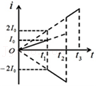 i
2I₀
I₀
O
t₁ t₂ t₃ t
−2I₀